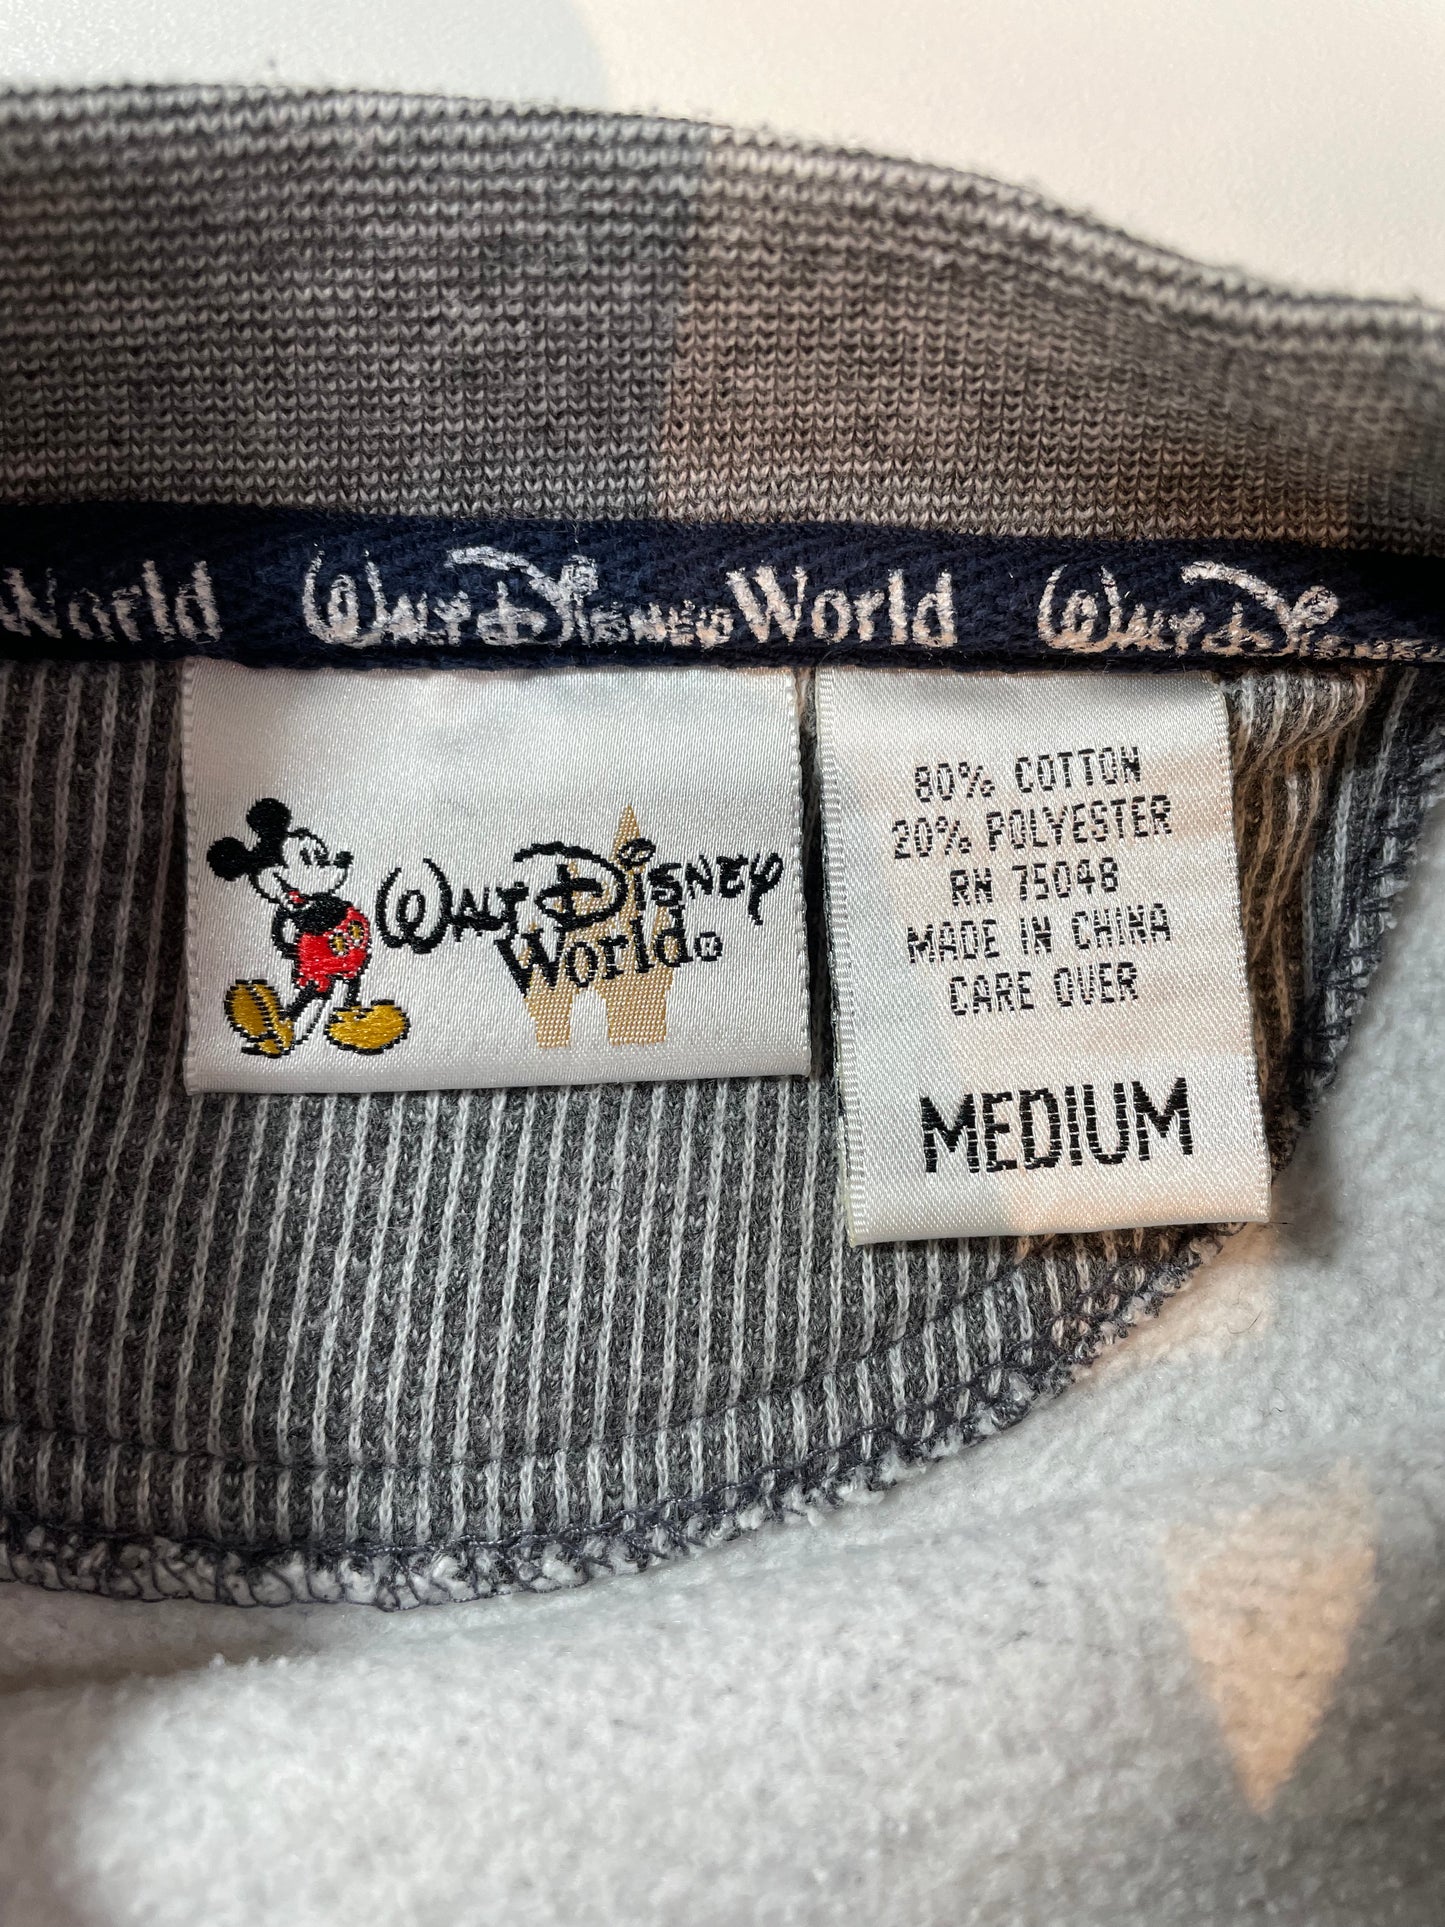 World Walt Disney World Walt Disney
Walt Disney
World®
80% COTTON
20% POLYESTER
RN 75048
MADE IN CHINA
CARE OVER
MEDIUM